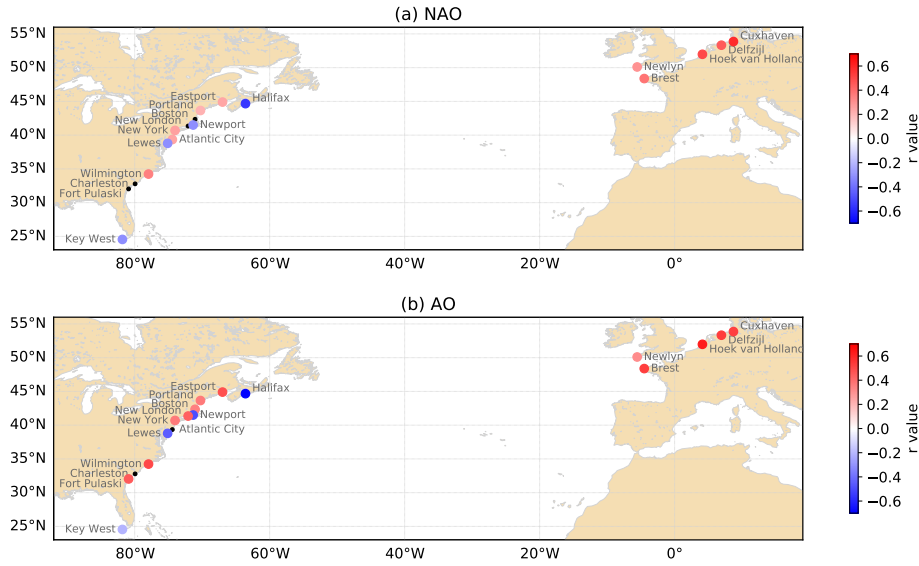 (a) NAO
55°N
50°N
45°N
40°N
35°N
30°N
25°N
80°W
60°W
40°W
20°W
0°
Cuxhaven
Delfzijl
Hoek van Holland
Newlyn
Brest
Eastport
Halifax
Portland
Boston
New London
Newport
New York
Atlantic City
Lewes
Wilmington
Charleston
Fort Pulaski
Key West
0.6
0.4
0.2
0.0
−0.2
−0.4
−0.6
r value
(b) AO
55°N
50°N
45°N
40°N
35°N
30°N
25°N
80°W
60°W
40°W
20°W
0°
Cuxhaven
Delfzijl
Hoek van Holland
Newlyn
Brest
Eastport
Halifax
Portland
Boston
New London
Newport
New York
Atlantic City
Lewes
Wilmington
Charleston
Fort Pulaski
Key West
0.6
0.4
0.2
0.0
−0.2
−0.4
−0.6
r value